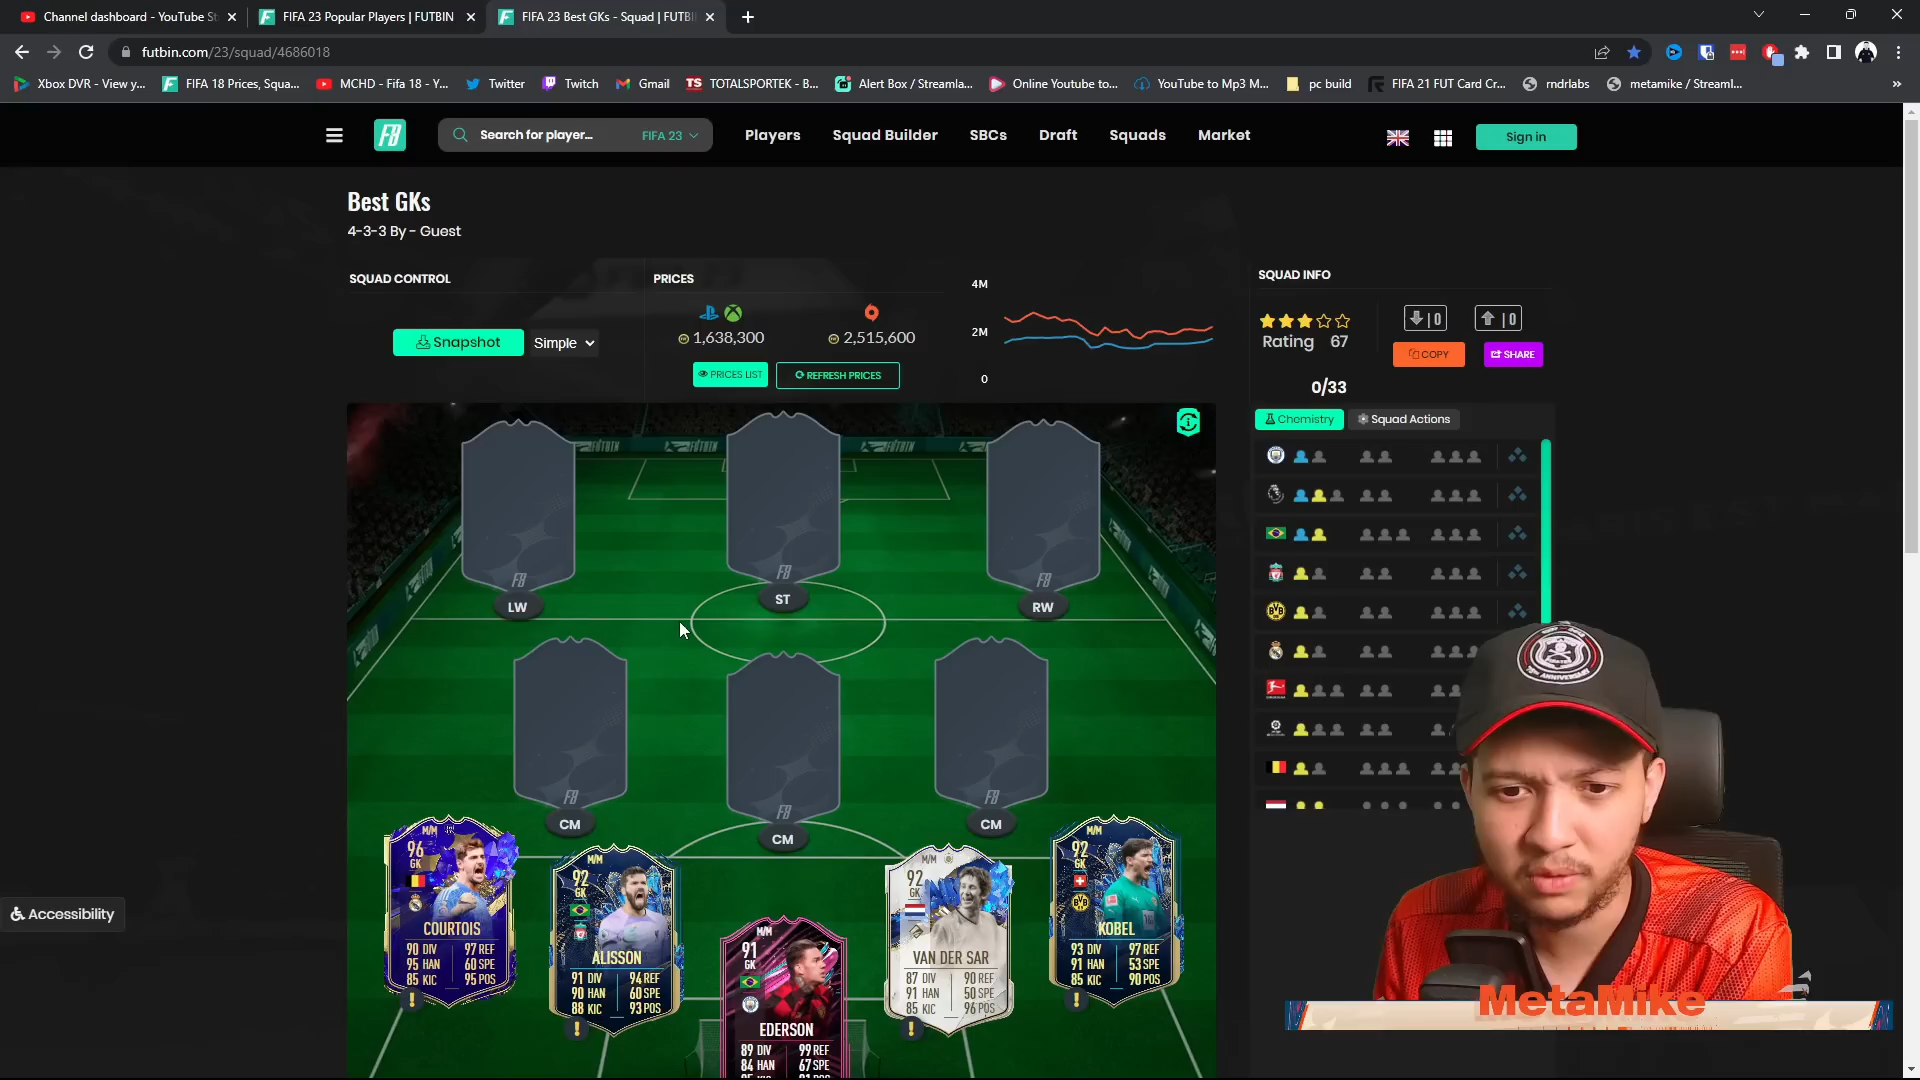 Channel dashboard - YouTube St
FIFA 23 Popular Players | FUTBIN
FIFA 23 Best GKs - Squad | FUTBI
futbin.com/23/squad/4686018
Xbox DVR - View y...
FIFA 18 Prices, Squa...
MCHD - Fifa 18 - Y...
Twitter
Twitch
Gmail
TS
TOTALSPORTEK - B...
Alert Box / Streamla...
Online Youtube to...
YouTube to Mp3 W...
pc build
FIFA 21 FUT Card Cr...
rndrlabs
metamike / Streaml...
Search for player...
FIFA 23
Players
Squad Builder
SBCs
Draft
Squads
Market
Sign in
Best GKs
4-3-3 By - Guest
SQUAD CONTROL
Snapshot
Simple
PRICES
1,638,300
2,515,600
PRICES LIST
REFRESH PRICES
4M
2M
0
SQUAD INFO
Rating 67
| 0
| 0
COPY
SHARE
0/33
Chemistry
Squad Actions
LW
ST
RW
CM
CM
CM
M/M
96
GK
COURTOIS
90 DIV 97 REF
95 HAN 60 SPE
85 KIC 95 POS
M/M
92
GK
ALISSON
91 DIV 94 REF
90 HAN 60 SPE
88 KIC 93 POS
M/M
91
GK
EDERSON
89 DIV 99 REF
84 HAN 67 SPE
M/M
92
GK
VAN DER SAR
87 DIV 90 REF
91 HAN 50 SPE
85 KIC 96 POS
M/M
92
GK
KOBEL
93 DIV 97 REF
91 HAN 53 SPE
85 KIC 90 POS
Accessibility
MetaMike